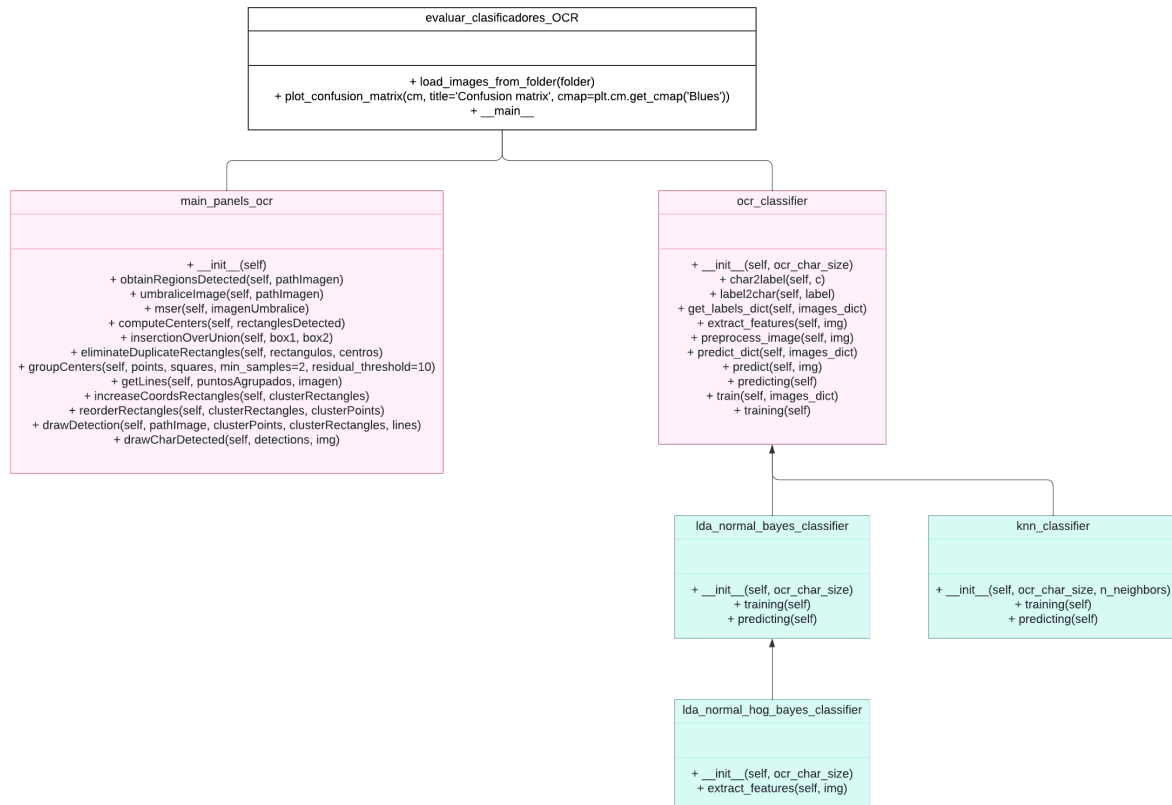 evaluar_clasificadores_OCR
+ load_images_from_folder(folder)
+ plot_confusion_matrix(cm, title='Confusion matrix', cmap=plt.cm.get_cmap('Blues'))
+ __main__
main_panels_ocr
+ __init__(self)
+ obtainRegionsDetected(self, pathImagen)
+ umbraliceImage(self, pathImagen)
+ mser(self, imagenUmbralice)
+ computeCenters(self, rectanglesDetected)
+ inserctionOverUnion(self, box1, box2)
+ eliminateDuplicateRectangles(self, rectangulos, centros)
+ groupCenters(self, points, squares, min_samples=2, residual_threshold=10)
+ getLines(self, puntosAgrupados, imagen)
+ increaseCoordsRectangles(self, clusterRectangles)
+ reorderRectangles(self, clusterRectangles, clusterPoints)
+ drawDetection(self, pathImage, clusterPoints, clusterRectangles, lines)
+ drawCharDetected(self, detections, img)
ocr_classifier
+ __init__(self, ocr_char_size)
+ char2label(self, c)
+ label2char(self, label)
+ get_labels_dict(self, images_dict)
+ extract_features(self, img)
+ preprocess_image(self, img)
+ predict_dict(self, images_dict)
+ predict(self, img)
+ predicting(self)
+ train(self, images_dict)
+ training(self)
lda_normal_bayes_classifier
+ __init__(self, ocr_char_size)
+ training(self)
+ predicting(self)
knn_classifier
+ __init__(self, ocr_char_size, n_neighbors)
+ training(self)
+ predicting(self)
lda_normal_hog_bayes_classifier
+ __init__(self, ocr_char_size)
+ extract_features(self, img)